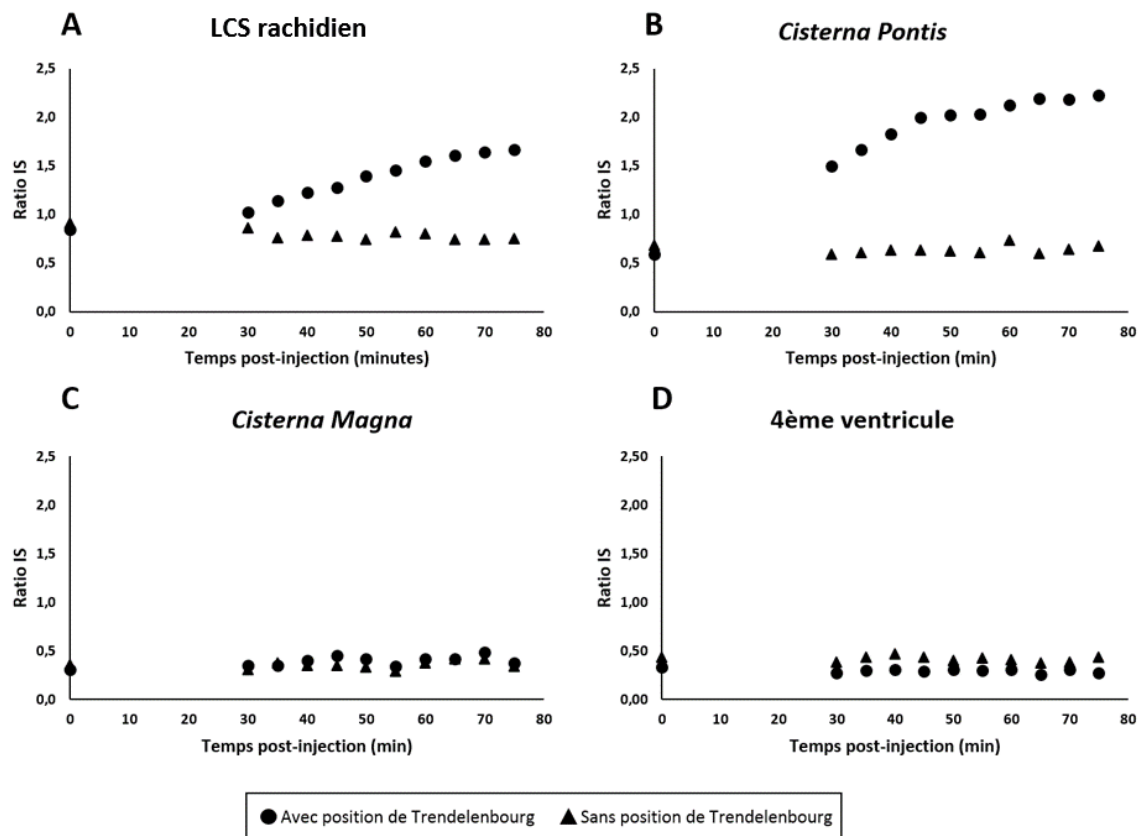 A
LCS rachidien
2,5
2,0
1,5
1,0
0,5
0,0
Ratio IS
0 10 20 30 40 50 60 70 80
Temps post-injection (minutes)
B
Cisterna Pontis
2,5
2,0
1,5
1,0
0,5
0,0
Ratio IS
0 10 20 30 40 50 60 70 80
Temps post-injection (min)
C
Cisterna Magna
2,5
2,0
1,5
1,0
0,5
0,0
Ratio IS
0 10 20 30 40 50 60 70 80
Temps post-injection (min)
D
4ème ventricule
2,50
2,00
1,50
1,00
0,50
0,00
Ratio IS
0 10 20 30 40 50 60 70 80
Temps post-injection (min)
Avec position de Trendelenbourg
Sans position de Trendelenbourg